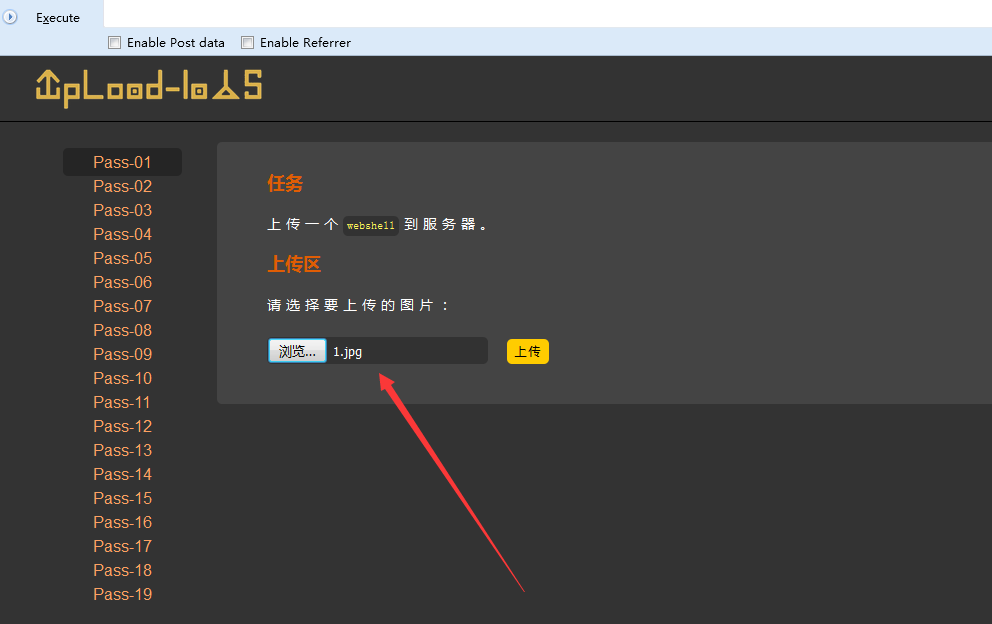 Execute
Enable Post data Enable Referrer
UpLoad-labs
Pass-01
Pass-02
Pass-03
Pass-04
Pass-05
Pass-06
Pass-07
Pass-08
Pass-09
Pass-10
Pass-11
Pass-12
Pass-13
Pass-14
Pass-15
Pass-16
Pass-17
Pass-18
Pass-19
任务
上传一个 webshell 到服务器。
上传区
请选择要上传的图片：
浏览... 1.jpg 上传